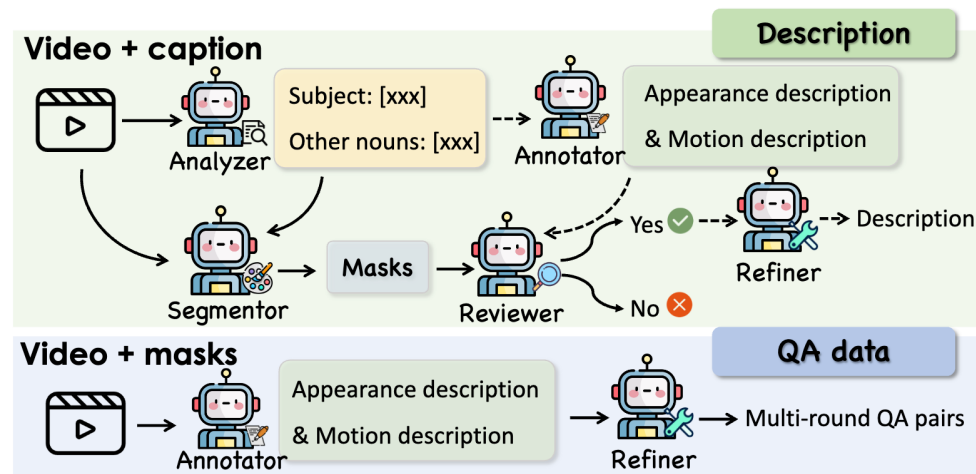 Video + caption
Description
Subject: [xxx]
Other nouns: [xxx]
Analyzer
Annotator
Appearance description
& Motion description
Segmentor
Masks
Reviewer
Yes
No
Refiner
Description
Video + masks
QA data
Annotator
Appearance description
& Motion description
Refiner
Multi-round QA pairs